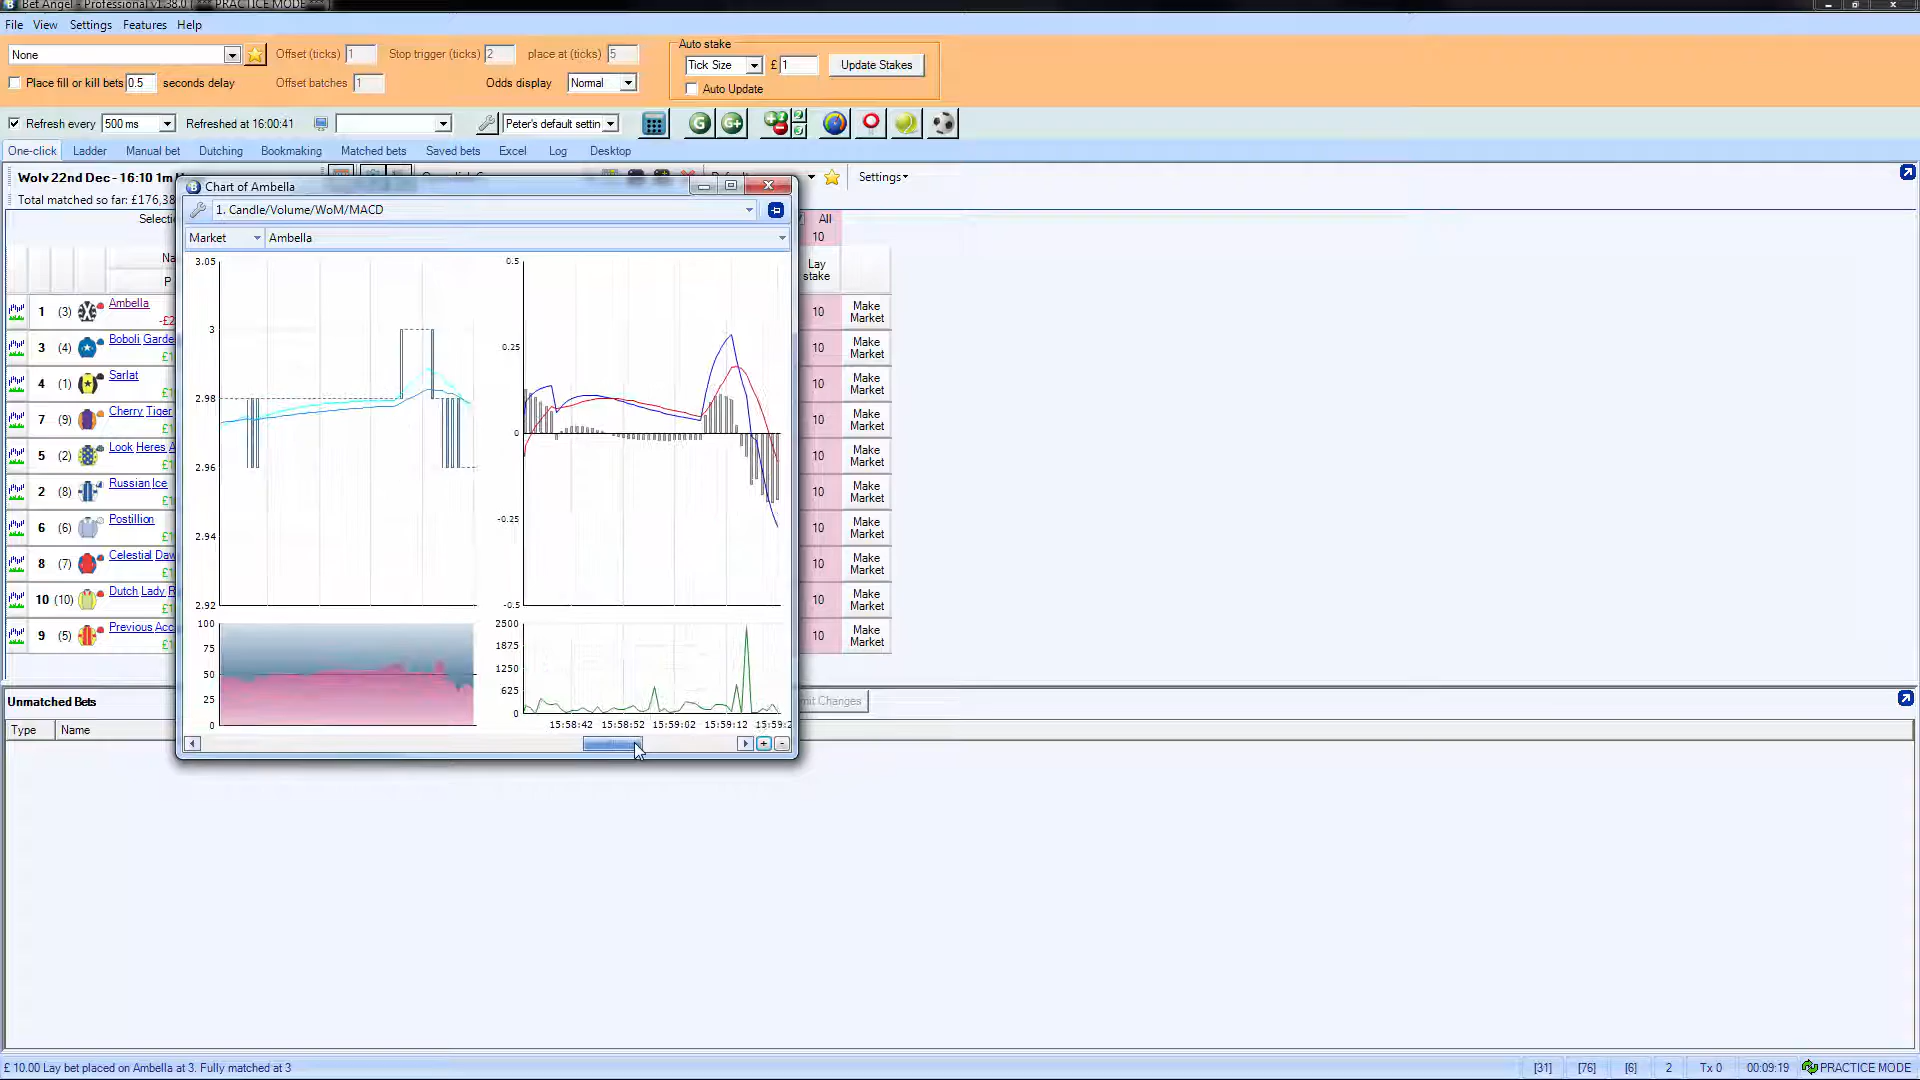 Bet Angel - Professional v1.38.0 [ *** PRACTICE MODE *** ]
File View Settings Features Help
None
Offset (ticks) 1 Stop trigger (ticks) 2 place at (ticks) 5
Auto stake
Tick Size £ 1 Update Stakes
Place fill or kill bets 0.5 seconds delay Offset batches 1 Odds display Normal
Auto Update
Refresh every 500 ms Refreshed at 16:00:41 Peter's default settin G G+
One-click Ladder Manual bet Dutching Bookmaking Matched bets Saved bets Excel Log Desktop
Wolv 22nd Dec - 16:10 1m Settings
Total matched so far: £176,38
Chart of Ambella
1. Candle/Volume/WoM/MACD
Market Ambella
All
10
Lay
stake
1 (3) Ambella 10 Make Market
3 (4) Boboli Garde 10 Make Market
4 (1) Sarlat 10 Make Market
7 (9) Cherry Tiger 10 Make Market
5 (2) Look Heres A 10 Make Market
2 (8) Russian Ice 10 Make Market
6 (6) Postillion 10 Make Market
8 (7) Celestial Daw 10 Make Market
10 (10) Dutch Lady R 10 Make Market
9 (5) Previous Acc 10 Make Market
3.05
3
2.98
2.96
2.94
2.92
0.5
0.25
0
-0.25
-0.5
100
75
50
25
0
2500
1875
1250
625
0
15:58:42 15:58:52 15:59:02 15:59:12 15:59:2
Unmatched Bets mit Changes
Type Name
£ 10.00 Lay bet placed on Ambella at 3. Fully matched at 3 [31] [76] [6] 2 Tx 0 00:09:19 PRACTICE MODE